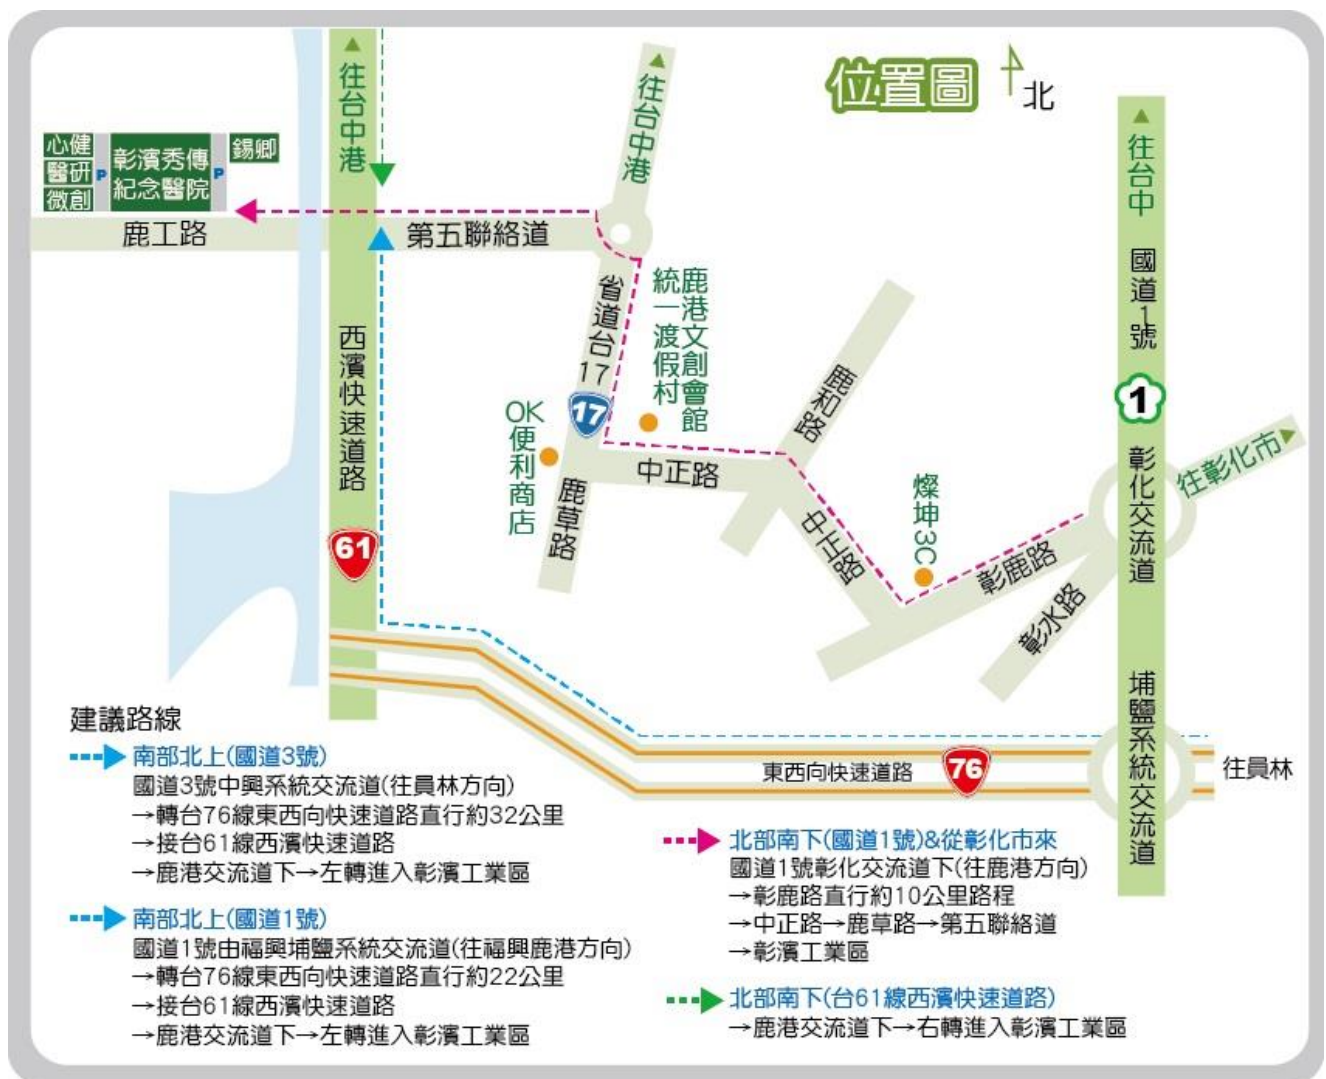 位置圖
北
▲往台中港
▲往台中港
▲往台中
國道1號
1
彰化交流道
往彰化市▶
心健
醫研
微創
P
彰濱秀傳
紀念醫院
P
錫卿
鹿工路
第五聯絡道
西濱快速道路
61
省道台17
17
鹿港文創會館
統一渡假村
OK便利商店
鹿草路
中正路
鹿和路
中正路
燦坤3C
彰鹿路
彰水路
埔鹽系統交流道
東西向快速道路
76
往員林
建議路線
南部北上(國道3號)
國道3號中興系統交流道(往員林方向)
→轉台76線東西向快速道路直行約32公里
→接台61線西濱快速道路
→鹿港交流道下→左轉進入彰濱工業區
南部北上(國道1號)
國道1號由福興埔鹽系統交流道(往福興鹿港方向)
→轉台76線東西向快速道路直行約22公里
→接台61線西濱快速道路
→鹿港交流道下→左轉進入彰濱工業區
北部南下(國道1號)&從彰化市來
國道1號彰化交流道下(往鹿港方向)
→彰鹿路直行約10公里路程
→中正路→鹿草路→第五聯絡道
→彰濱工業區
北部南下(台61線西濱快速道路)
→鹿港交流道下→右轉進入彰濱工業區